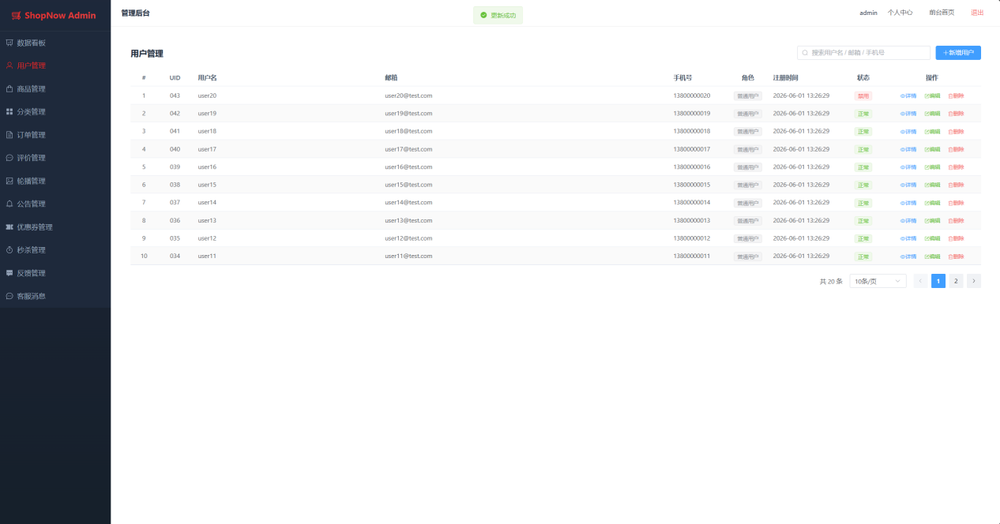 ShopNow Admin
管理后台
更新成功
admin 个人中心 前台首页 退出
数据看板
用户管理
商品管理
分类管理
订单管理
评价管理
轮播管理
公告管理
优惠券管理
秒杀管理
反馈管理
客服消息
用户管理
搜索用户名 / 邮箱 / 手机号
+新增用户
# UID 用户名 邮箱 手机号 角色 注册时间 状态 操作
1 043 user20 user20@test.com 13800000020 普通用户 2026-06-01 13:26:29 禁用 详情 编辑 删除
2 042 user19 user19@test.com 13800000019 普通用户 2026-06-01 13:26:29 正常 详情 编辑 删除
3 041 user18 user18@test.com 13800000018 普通用户 2026-06-01 13:26:29 正常 详情 编辑 删除
4 040 user17 user17@test.com 13800000017 普通用户 2026-06-01 13:26:29 正常 详情 编辑 删除
5 039 user16 user16@test.com 13800000016 普通用户 2026-06-01 13:26:29 正常 详情 编辑 删除
6 038 user15 user15@test.com 13800000015 普通用户 2026-06-01 13:26:29 正常 详情 编辑 删除
7 037 user14 user14@test.com 13800000014 普通用户 2026-06-01 13:26:29 正常 详情 编辑 删除
8 036 user13 user13@test.com 13800000013 普通用户 2026-06-01 13:26:29 正常 详情 编辑 删除
9 035 user12 user12@test.com 13800000012 普通用户 2026-06-01 13:26:29 正常 详情 编辑 删除
10 034 user11 user11@test.com 13800000011 普通用户 2026-06-01 13:26:29 正常 详情 编辑 删除
共 20 条 10条/页 1 2